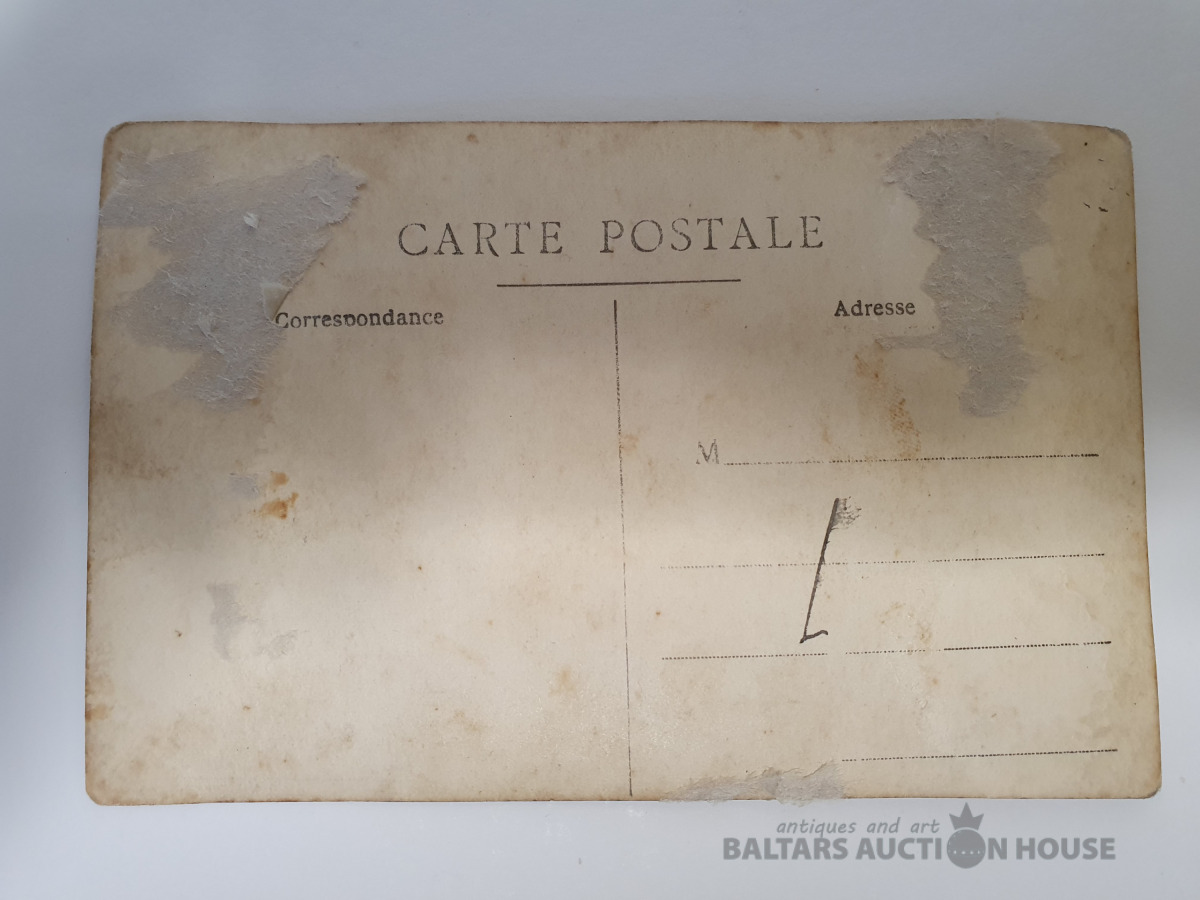 CARTE POSTALE
Correspondance
Adresse
M
antiques and art
BALTARS AUCTION HOUSE